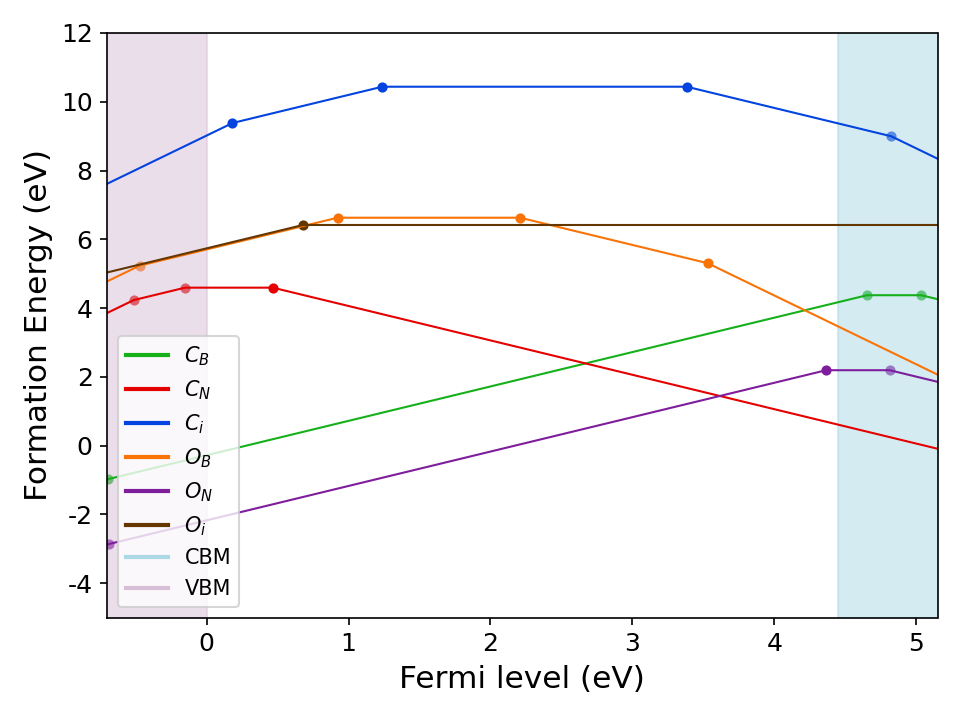 12
10
8
6
4
2
0
-2
-4
Formation Energy (eV)
C_B
C_N
C_i
O_B
O_N
O_i
CBM
VBM
0 1 2 3 4 5
Fermi level (eV)